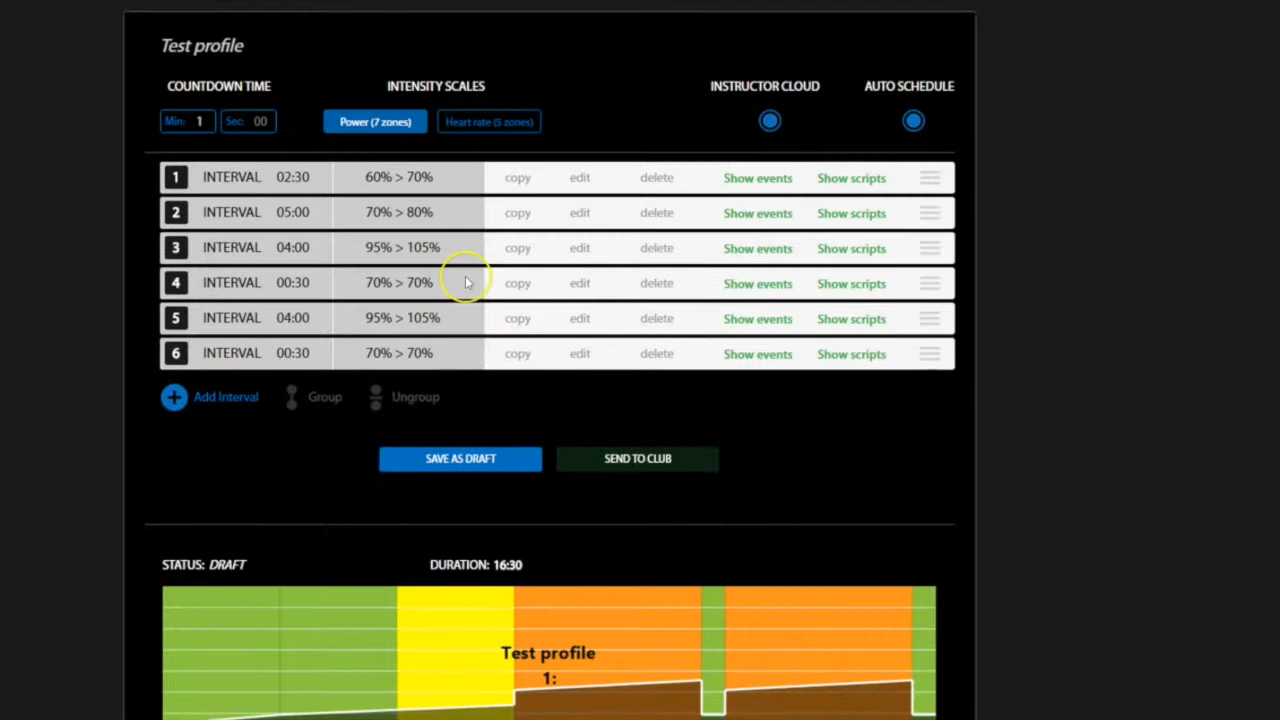 Test profile
COUNTDOWN TIME INTENSITY SCALES INSTRUCTOR CLOUD AUTO SCHEDULE
Min: 1 Sec: 00 Power (7 zones) Heart rate (5 zones)
1 INTERVAL 02:30 60% > 70% copy edit delete Show events Show scripts
2 INTERVAL 05:00 70% > 80% copy edit delete Show events Show scripts
3 INTERVAL 04:00 95% > 105% copy edit delete Show events Show scripts
4 INTERVAL 00:30 70% > 70% copy edit delete Show events Show scripts
5 INTERVAL 04:00 95% > 105% copy edit delete Show events Show scripts
6 INTERVAL 00:30 70% > 70% copy edit delete Show events Show scripts
Add Interval Group Ungroup
SAVE AS DRAFT SEND TO CLUB
STATUS: DRAFT DURATION: 16:30
Test profile
1: